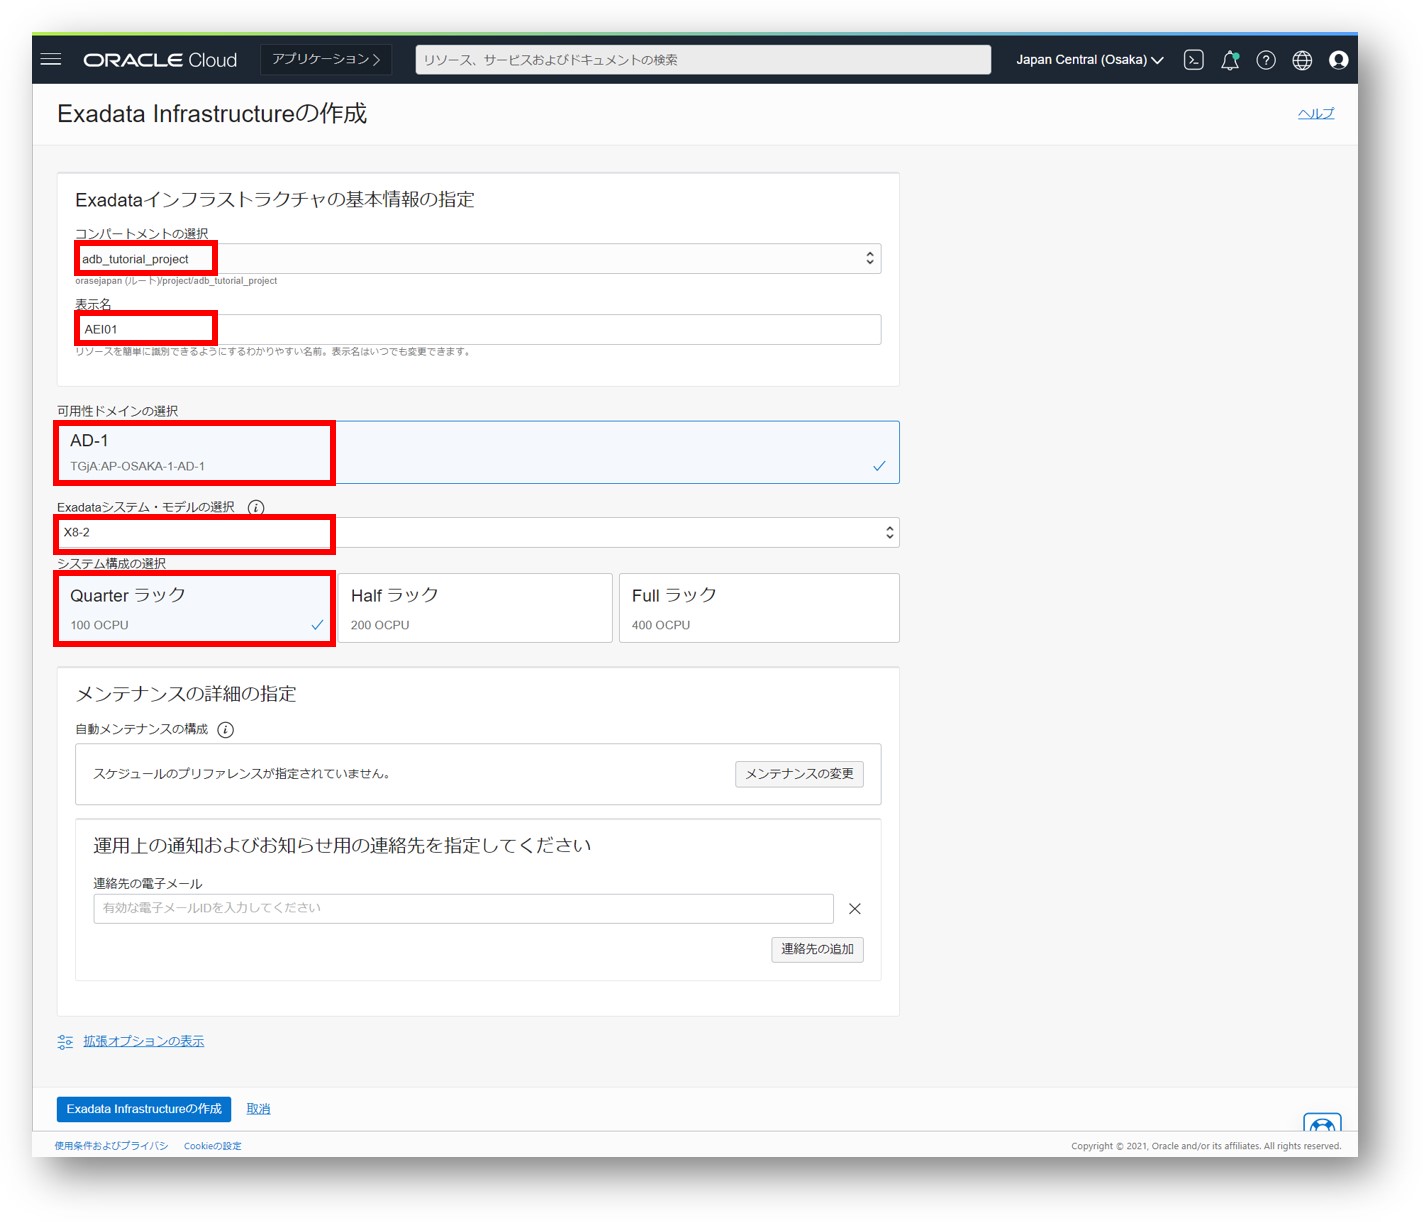 ORACLE Cloud
アプリケーション
リソース、サービスおよびドキュメントの検索
Japan Central (Osaka)
Exadata Infrastructureの作成
ヘルプ
Exadataインフラストラクチャの基本情報の指定
コンパートメントの選択
adb_tutorial_project
orasejapan (ルート)/project/adb_tutorial_project
表示名
AEI01
リソースを簡単に識別できるようにするわかりやすい名前。表示名はいつでも変更できます。
可用性ドメインの選択
AD-1
TGjA:AP-OSAKA-1-AD-1
Exadataシステム・モデルの選択
X8-2
システム構成の選択
Quarter ラック
100 OCPU
Half ラック
200 OCPU
Full ラック
400 OCPU
メンテナンスの詳細の指定
自動メンテナンスの構成
スケジュールのプリファレンスが指定されていません。
メンテナンスの変更
運用上の通知およびお知らせ用の連絡先を指定してください
連絡先の電子メール
有効な電子メールIDを入力してください
連絡先の追加
拡張オプションの表示
Exadata Infrastructureの作成
取消
使用条件およびプライバシ
Cookieの設定
Copyright © 2021, Oracle and/or its affiliates. All rights reserved.